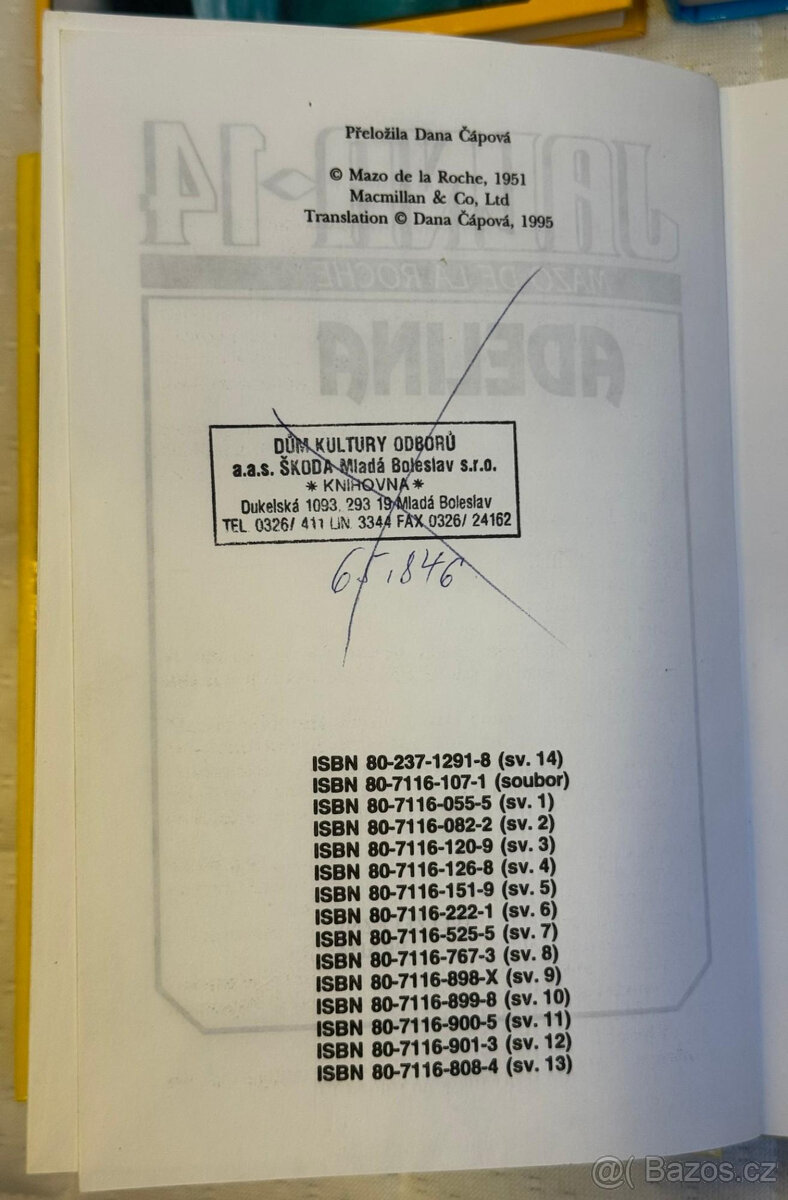 Přeložila Dana Čápová
© Mazo de la Roche, 1951
Macmillan & Co, Ltd
Translation © Dana Čápová, 1995
JALNA·14
MAZO DE LA ROCHE
ADELINA
DŮM KULTURY ODBORŮ
a.a.s. ŠKODA Mladá Boleslav s.r.o.
* KNIHOVNA *
Dukelská 1093, 293 19 Mladá Boleslav
TEL. 0326/ 411 LIN. 3344 FAX 0326/ 24162
65.846
ISBN 80-237-1291-8 (sv. 14)
ISBN 80-7116-107-1 (soubor)
ISBN 80-7116-055-5 (sv. 1)
ISBN 80-7116-082-2 (sv. 2)
ISBN 80-7116-120-9 (sv. 3)
ISBN 80-7116-126-8 (sv. 4)
ISBN 80-7116-151-9 (sv. 5)
ISBN 80-7116-222-1 (sv. 6)
ISBN 80-7116-525-5 (sv. 7)
ISBN 80-7116-767-3 (sv. 8)
ISBN 80-7116-898-X (sv. 9)
ISBN 80-7116-899-8 (sv. 10)
ISBN 80-7116-900-5 (sv. 11)
ISBN 80-7116-901-3 (sv. 12)
ISBN 80-7116-808-4 (sv. 13)
@( Bazos.cz